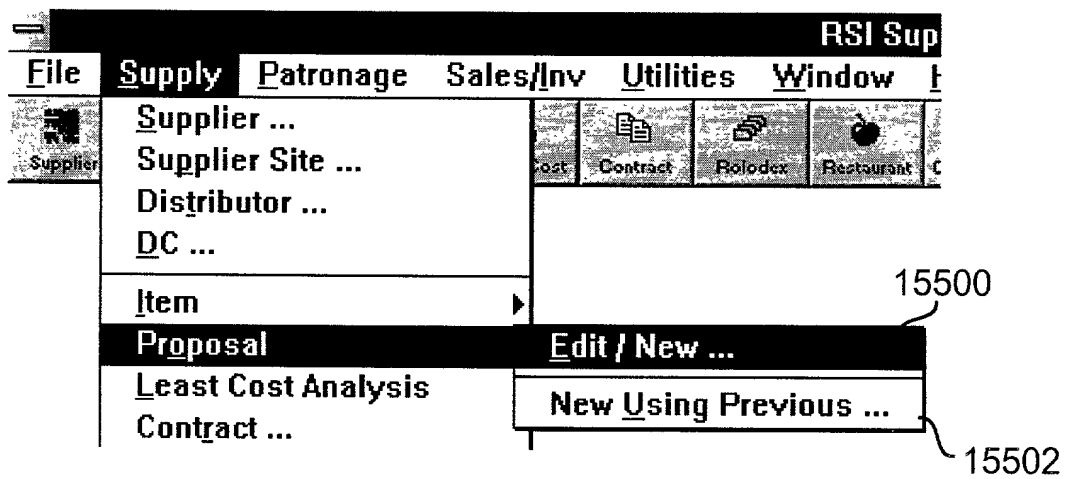 RSI Sup
File Supply Patronage Sales/Inv Utilities Window
Supplier Cost Contract Rolodex Restaurant
Supplier ...
Supplier Site ...
Distributor ...
DC ...
Item
Proposal
Least Cost Analysis
Contract ...
15500
Edit / New ...
New Using Previous ...
15502